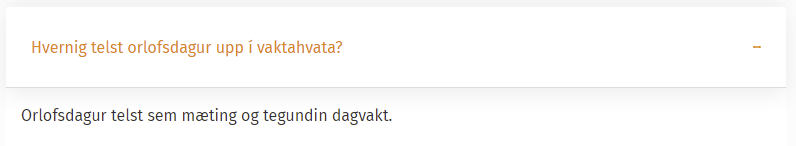 Hvernig telst orlofsdagur upp í vaktahvata?
Orlofsdagur telst sem mæting og tegundin dagvakt.